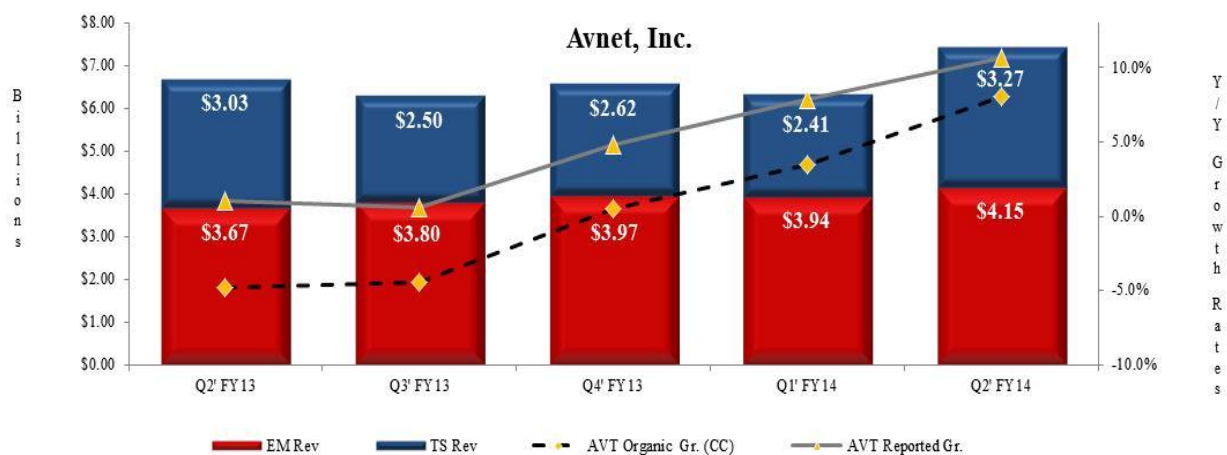 Avnet, Inc.
Billions
$8.00
$7.00
$6.00
$5.00
$4.00
$3.00
$2.00
$1.00
$0.00
$3.03
$2.50
$2.62
$2.41
$3.27
$3.67
$3.80
$3.97
$3.94
$4.15
10.0%
5.0%
0.0%
-5.0%
-10.0%
Y/Y Growth Rates
Q2' FY13
Q3' FY13
Q4' FY13
Q1' FY14
Q2' FY14
EM Rev
TS Rev
AVT Organic Gr. (CC)
AVT Reported Gr.